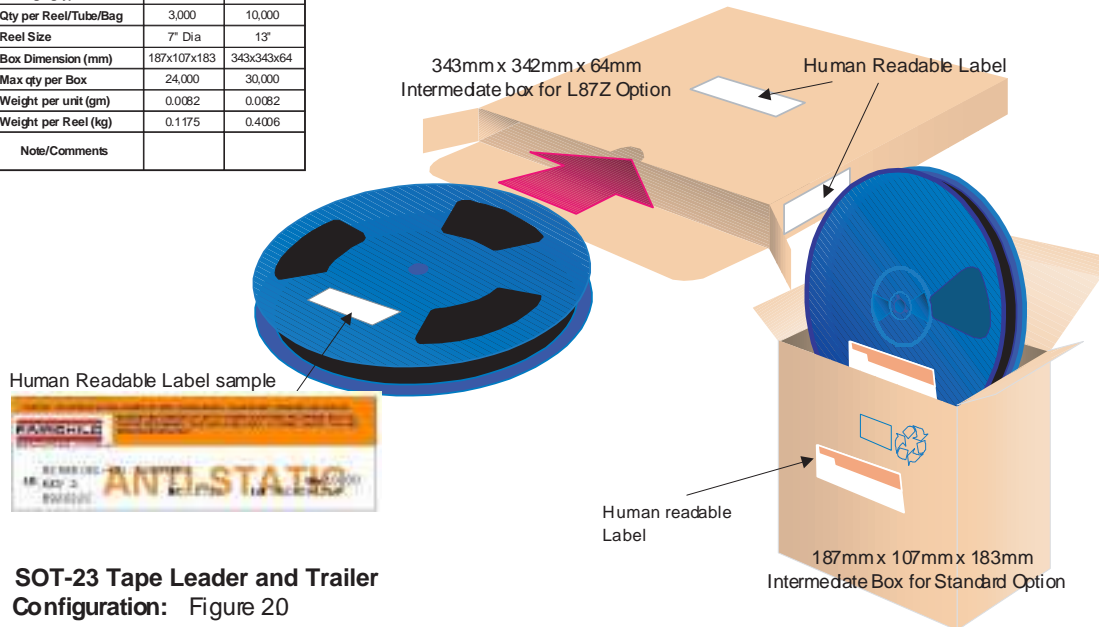 Qty per Reel/Tube/Bag 3,000 10,000
Reel Size 7" Dia 13"
Box Dimension (mm) 187x107x183 343x343x64
Max qty per Box 24,000 30,000
Weight per unit (gm) 0.0082 0.0082
Weight per Reel (kg) 0.1175 0.4006
Note/Comments
343mm x 342mm x 64mm
Intermediate box for L87Z Option
Human Readable Label
Human Readable Label sample
FAIRCHILD
ANTI-STATIC
Human readable
Label
187mm x 107mm x 183mm
Intermediate Box for Standard Option
SOT-23 Tape Leader and Trailer
Configuration: Figure 20